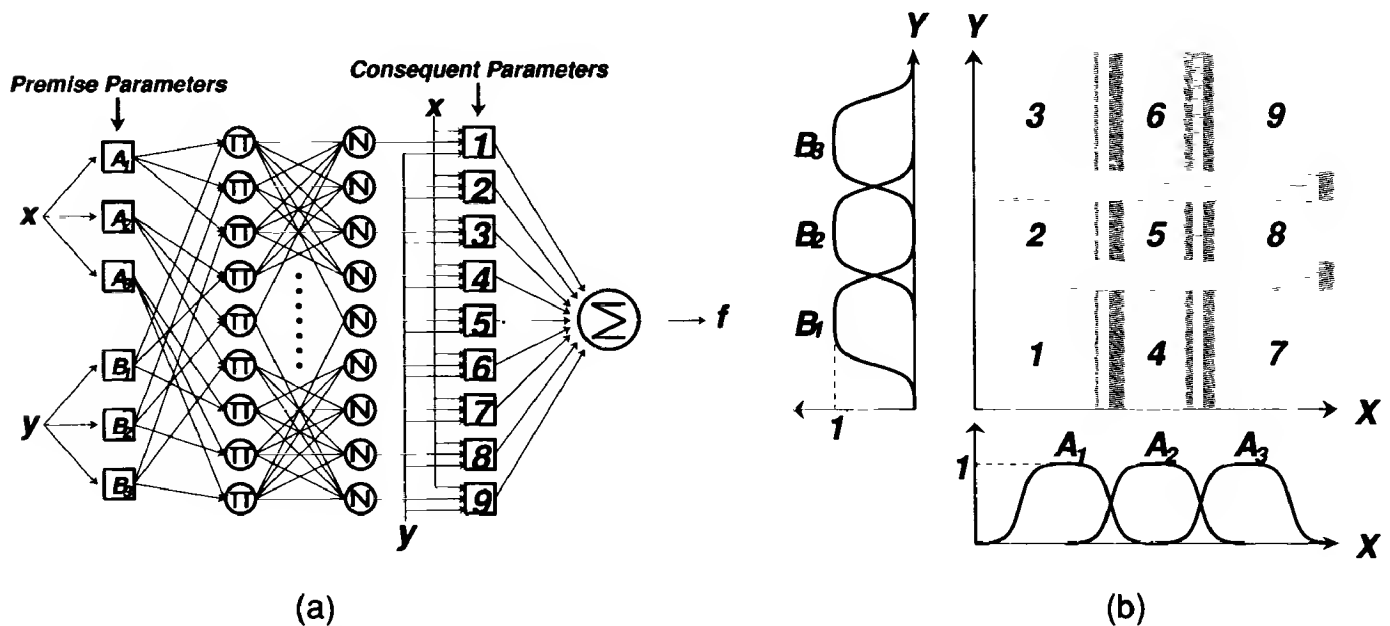 Premise Parameters
Consequent Parameters
x
A1
A2
A3
B1
B2
B3
x
y
Π
Π
Π
Π
Π
Π
Π
Π
Π
N
N
N
N
N
N
N
N
N
1
2
3
4
5
6
7
8
9
y
Σ
f
(a)
Y
Y
B3
B2
B1
1
3 6 9
2 5 8
1 4 7
X
1
A1 A2 A3
X
(b)